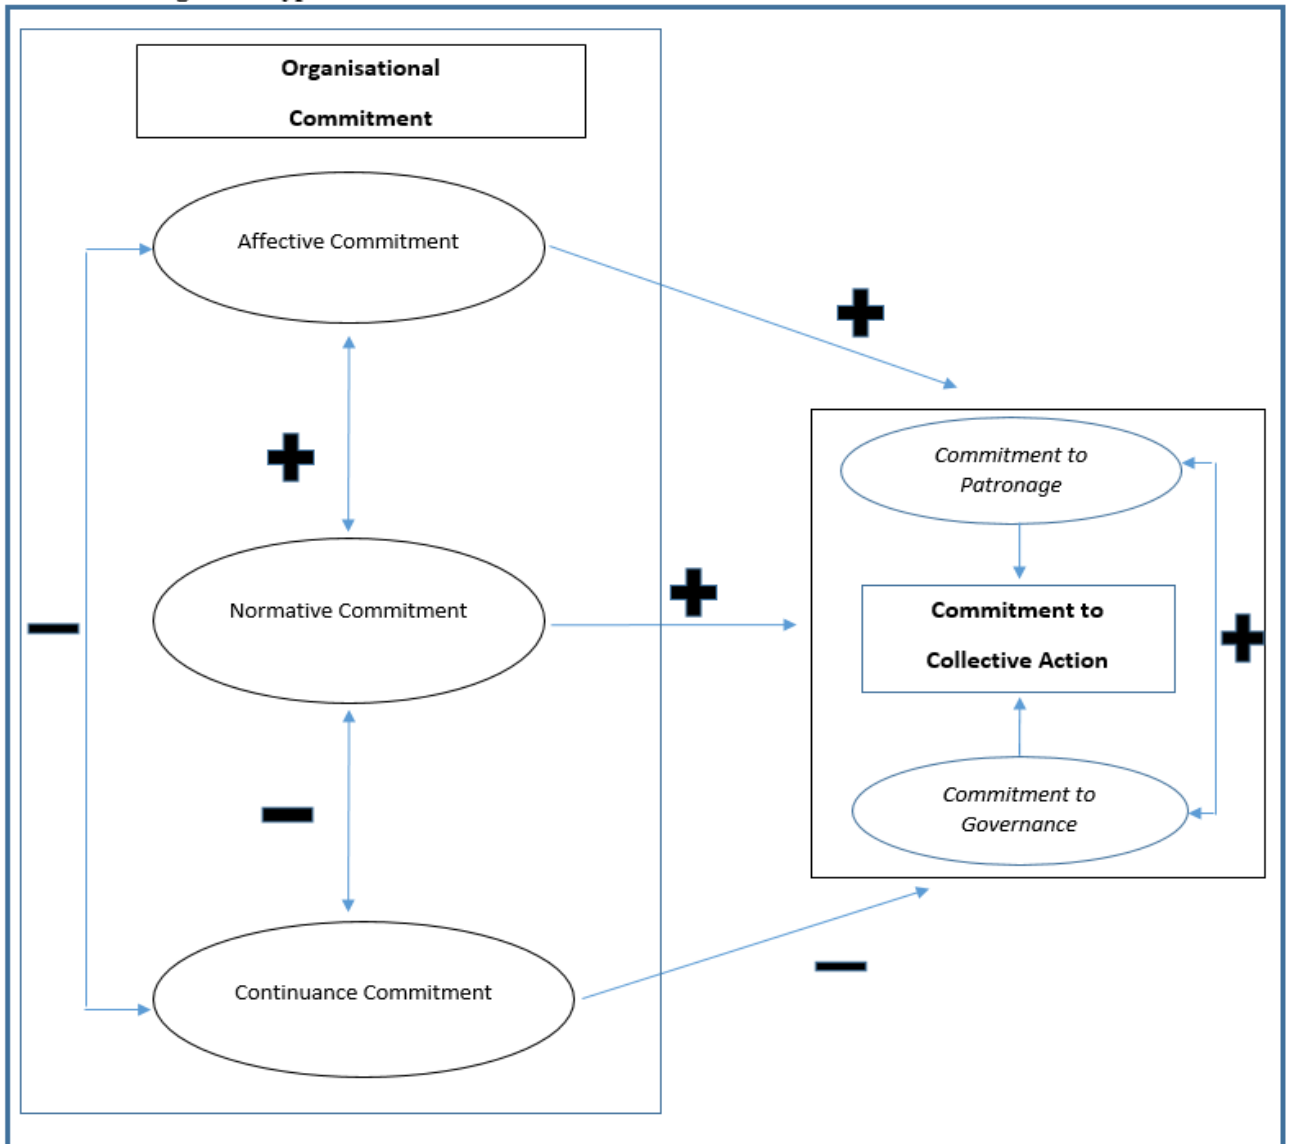 Organisational
Commitment
Affective Commitment
Commitment to
Patronage
Normative Commitment
Commitment to
Collective Action
Commitment to
Governance
Continuance Commitment